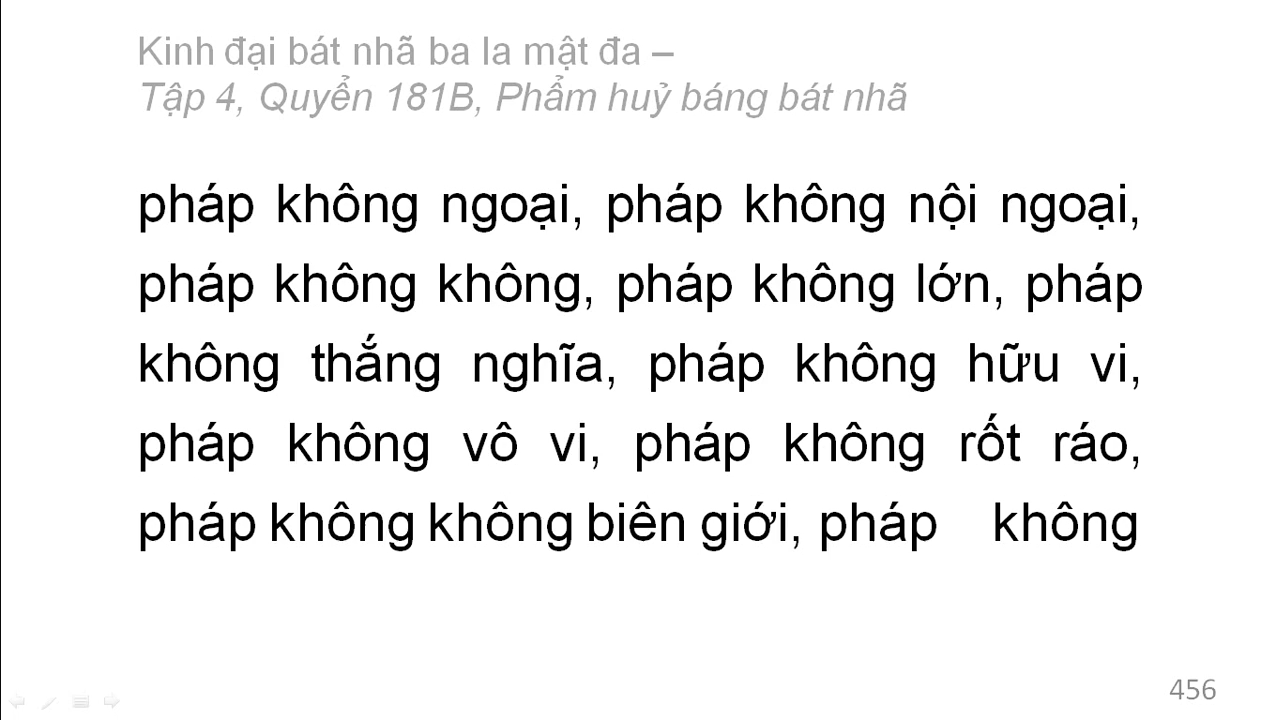 Kinh đại bát nhã ba la mật đa –
Tập 4, Quyển 181B, Phẩm huỷ báng bát nhã
pháp không ngoại, pháp không nội ngoại,
pháp không không, pháp không lớn, pháp
không thắng nghĩa, pháp không hữu vi,
pháp không vô vi, pháp không rốt ráo,
pháp không không biên giới, pháp không
456